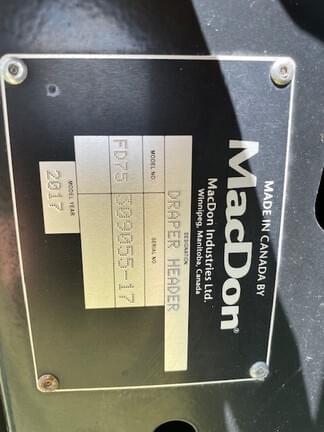 MADE IN CANADA BY
MacDon®
MacDon Industries Ltd.
Winnipeg, Manitoba, Canada
DESIGNATION
DRAPER HEADER
MODEL NO. SERIAL NO.
FD75 309055-17
MODEL YEAR
2017